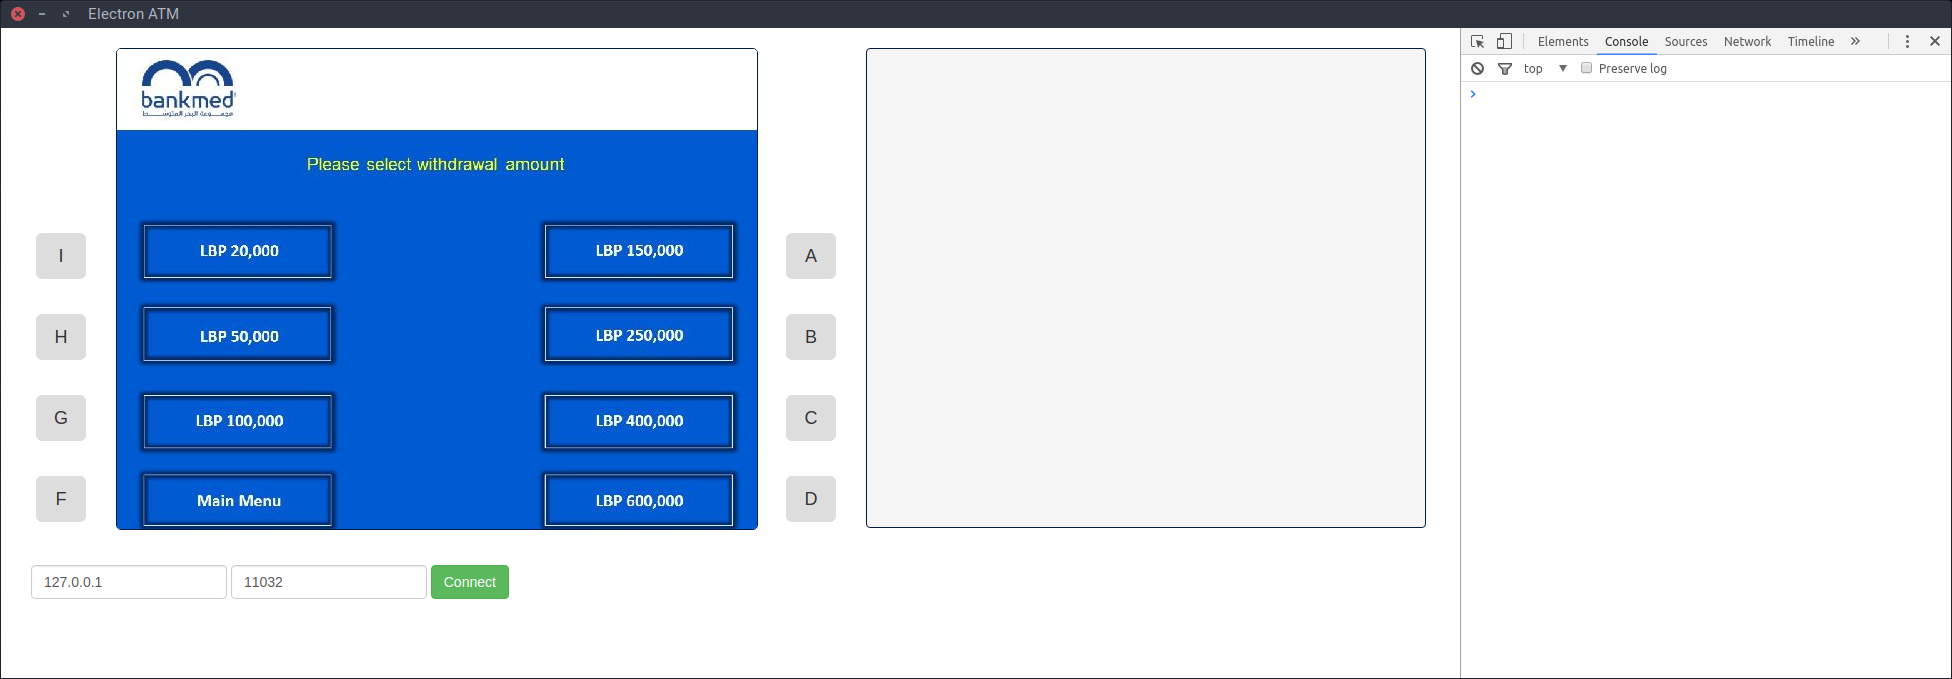 Electron ATM
bankmed
مجموعة البحر المتوسط
Please select withdrawal amount
I
LBP 20,000
LBP 150,000
A
H
LBP 50,000
LBP 250,000
B
G
LBP 100,000
LBP 400,000
C
F
Main Menu
LBP 600,000
D
127.0.0.1
11032
Connect
Elements
Console
Sources
Network
Timeline
top
Preserve log